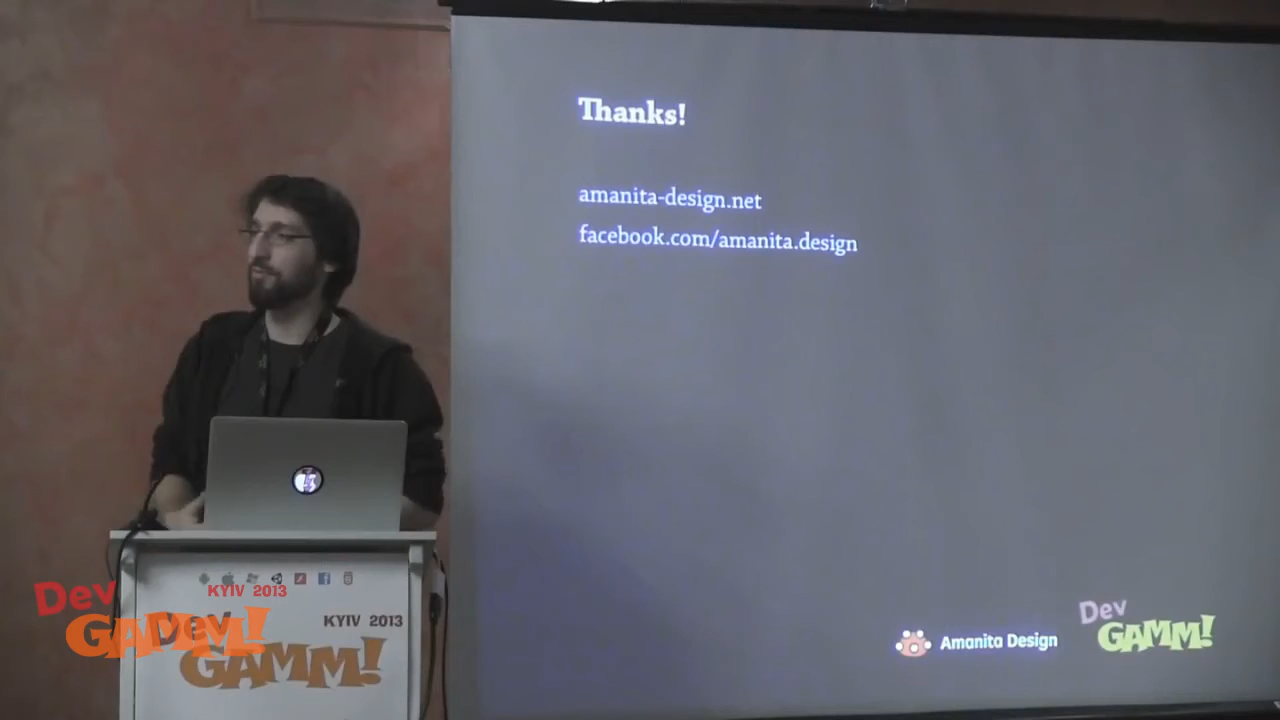 Thanks!
amanita-design.net
facebook.com/amanita.design
Amanita Design
Dev
GAMM!
Dev
KYIV 2013
GAMM!
Dev
KYIV 2013
GAMM!